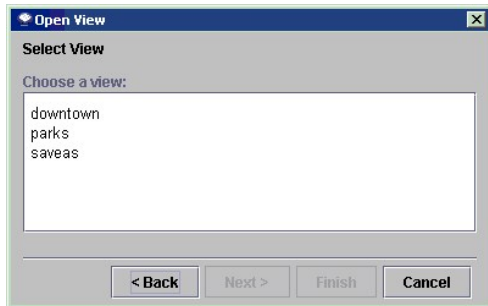 Open View
Select View
Choose a view:
downtown
parks
saveas
< Back Next > Finish Cancel